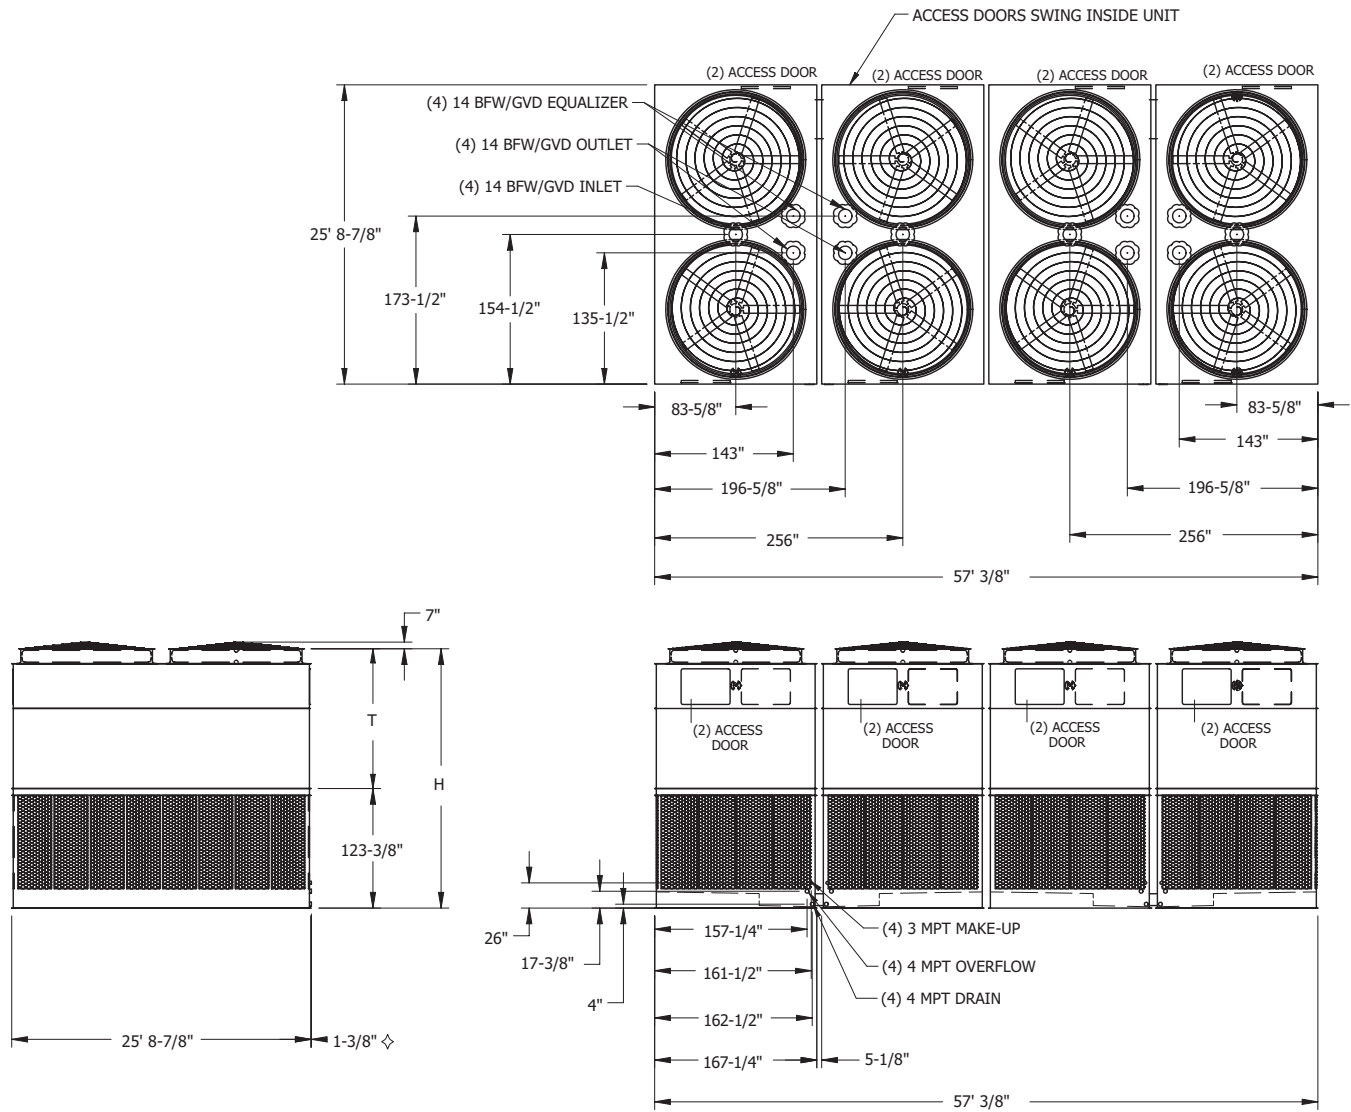 ACCESS DOORS SWING INSIDE UNIT
(2) ACCESS DOOR
(2) ACCESS DOOR
(2) ACCESS DOOR
(2) ACCESS DOOR
(4) 14 BFW/GVD EQUALIZER
(4) 14 BFW/GVD OUTLET
(4) 14 BFW/GVD INLET
25' 8-7/8"
173-1/2"
154-1/2"
135-1/2"
83-5/8"
83-5/8"
143"
143"
196-5/8"
196-5/8"
256"
256"
57' 3/8"
7"
T
H
123-3/8"
25' 8-7/8"
1-3/8" ✧
(2) ACCESS
DOOR
(2) ACCESS
DOOR
(2) ACCESS
DOOR
(2) ACCESS
DOOR
26"
17-3/8"
4"
157-1/4"
161-1/2"
162-1/2"
167-1/4"
5-1/8"
(4) 3 MPT MAKE-UP
(4) 4 MPT OVERFLOW
(4) 4 MPT DRAIN
57' 3/8"